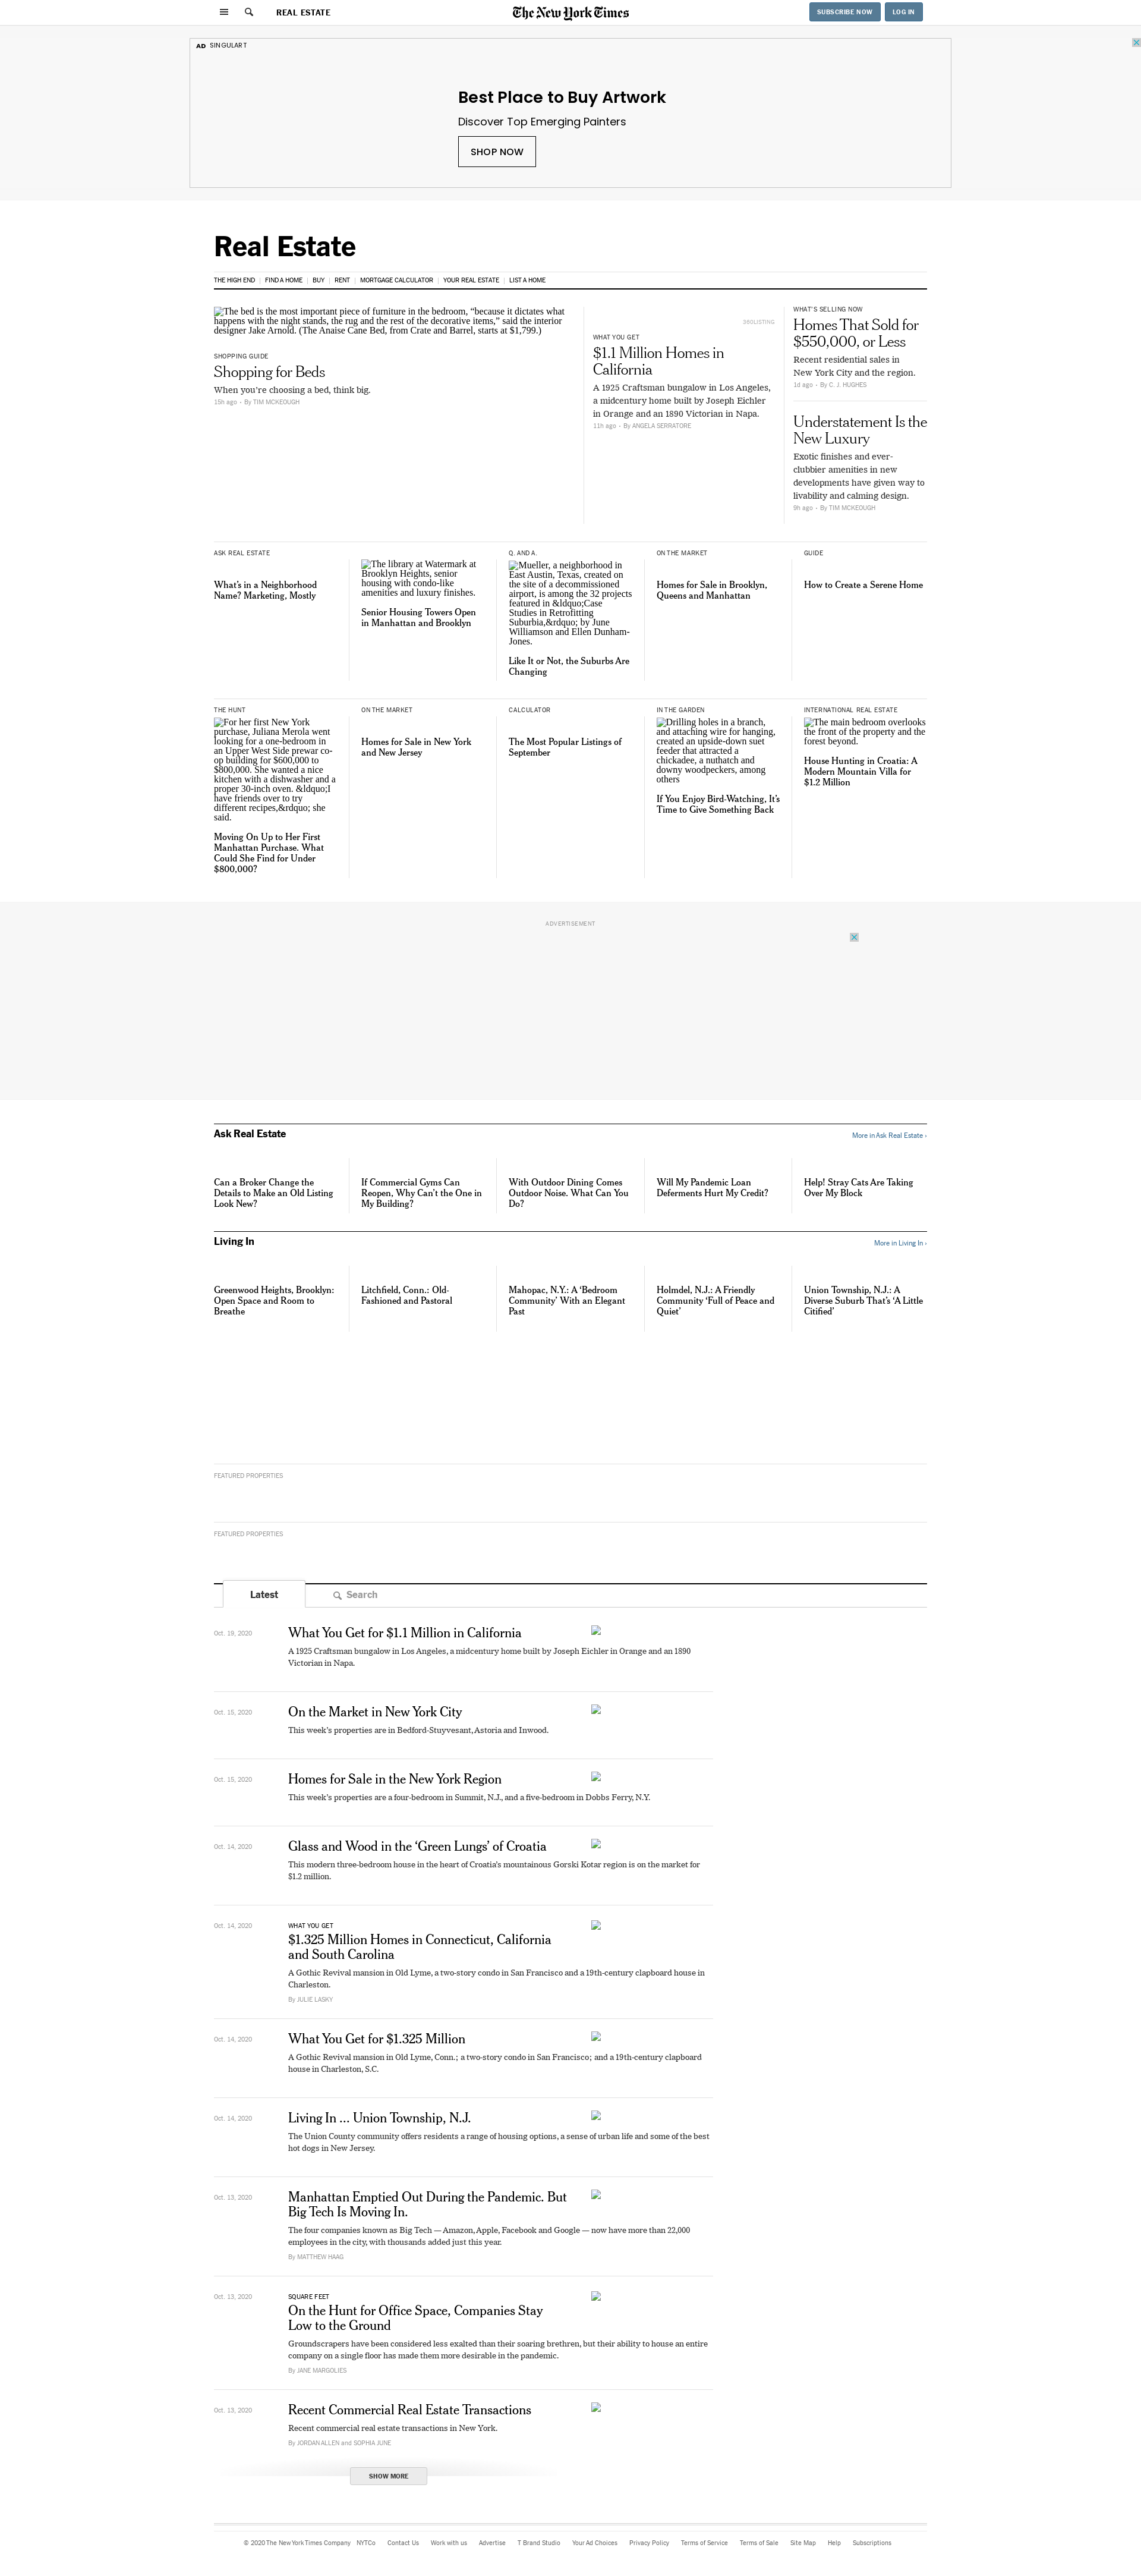 REAL ESTATE
The New York Times
SUBSCRIBE NOW
LOG IN
AD SINGULART
Best Place to Buy Artwork
Discover Top Emerging Painters
SHOP NOW
Real Estate
THE HIGH END | FIND A HOME | BUY | RENT | MORTGAGE CALCULATOR | YOUR REAL ESTATE | LIST A HOME
The bed is the most important piece of furniture in the bedroom, “because it dictates what
happens with the night stands, the rug and the rest of the decorative items,” said the interior
designer Jake Arnold. (The Anaise Cane Bed, from Crate and Barrel, starts at $1,799.)
SHOPPING GUIDE
Shopping for Beds
When you’re choosing a bed, think big.
15h ago · By TIM MCKEOUGH
360LISTING
WHAT YOU GET
$1.1 Million Homes in
California
A 1925 Craftsman bungalow in Los Angeles,
a midcentury home built by Joseph Eichler
in Orange and an 1890 Victorian in Napa.
11h ago · By ANGELA SERRATORE
WHAT’S SELLING NOW
Homes That Sold for
$550,000, or Less
Recent residential sales in
New York City and the region.
1d ago · By C. J. HUGHES
Understatement Is the
New Luxury
Exotic finishes and ever-
clubbier amenities in new
developments have given way to
livability and calming design.
9h ago · By TIM MCKEOUGH
ASK REAL ESTATE
What’s in a Neighborhood
Name? Marketing, Mostly
The library at Watermark at
Brooklyn Heights, senior
housing with condo-like
amenities and luxury finishes.
Senior Housing Towers Open
in Manhattan and Brooklyn
Q. AND A.
Mueller, a neighborhood in
East Austin, Texas, created on
the site of a decommissioned
airport, is among the 32 projects
featured in &ldquo;Case
Studies in Retrofitting
Suburbia,&rdquo; by June
Williamson and Ellen Dunham-
Jones.
Like It or Not, the Suburbs Are
Changing
ON THE MARKET
Homes for Sale in Brooklyn,
Queens and Manhattan
GUIDE
How to Create a Serene Home
THE HUNT
For her first New York
purchase, Juliana Merola went
looking for a one-bedroom in
an Upper West Side prewar co-
op building for $600,000 to
$800,000. She wanted a nice
kitchen with a dishwasher and a
proper 30-inch oven. &ldquo;I
have friends over to try
different recipes,&rdquo; she
said.
Moving On Up to Her First
Manhattan Purchase. What
Could She Find for Under
$800,000?
ON THE MARKET
Homes for Sale in New York
and New Jersey
CALCULATOR
The Most Popular Listings of
September
IN THE GARDEN
Drilling holes in a branch,
and attaching wire for hanging,
created an upside-down suet
feeder that attracted a
chickadee, a nuthatch and
downy woodpeckers, among
others
If You Enjoy Bird-Watching, It’s
Time to Give Something Back
INTERNATIONAL REAL ESTATE
The main bedroom overlooks
the front of the property and the
forest beyond.
House Hunting in Croatia: A
Modern Mountain Villa for
$1.2 Million
ADVERTISEMENT
Ask Real Estate
More in Ask Real Estate ›
Can a Broker Change the
Details to Make an Old Listing
Look New?
If Commercial Gyms Can
Reopen, Why Can’t the One in
My Building?
With Outdoor Dining Comes
Outdoor Noise. What Can You
Do?
Will My Pandemic Loan
Deferments Hurt My Credit?
Help! Stray Cats Are Taking
Over My Block
Living In
More in Living In ›
Greenwood Heights, Brooklyn:
Open Space and Room to
Breathe
Litchfield, Conn.: Old-
Fashioned and Pastoral
Mahopac, N.Y.: A ‘Bedroom
Community’ With an Elegant
Past
Holmdel, N.J.: A Friendly
Community ‘Full of Peace and
Quiet’
Union Township, N.J.: A
Diverse Suburb That’s ‘A Little
Citified’
FEATURED PROPERTIES
FEATURED PROPERTIES
Latest
Search
Oct. 19, 2020
What You Get for $1.1 Million in California
A 1925 Craftsman bungalow in Los Angeles, a midcentury home built by Joseph Eichler in Orange and an 1890
Victorian in Napa.
Oct. 15, 2020
On the Market in New York City
This week’s properties are in Bedford-Stuyvesant, Astoria and Inwood.
Oct. 15, 2020
Homes for Sale in the New York Region
This week’s properties are a four-bedroom in Summit, N.J., and a five-bedroom in Dobbs Ferry, N.Y.
Oct. 14, 2020
Glass and Wood in the ‘Green Lungs’ of Croatia
This modern three-bedroom house in the heart of Croatia’s mountainous Gorski Kotar region is on the market for
$1.2 million.
Oct. 14, 2020
WHAT YOU GET
$1.325 Million Homes in Connecticut, California
and South Carolina
A Gothic Revival mansion in Old Lyme, a two-story condo in San Francisco and a 19th-century clapboard house in
Charleston.
By JULIE LASKY
Oct. 14, 2020
What You Get for $1.325 Million
A Gothic Revival mansion in Old Lyme, Conn.; a two-story condo in San Francisco; and a 19th-century clapboard
house in Charleston, S.C.
Oct. 14, 2020
Living In ... Union Township, N.J.
The Union County community offers residents a range of housing options, a sense of urban life and some of the best
hot dogs in New Jersey.
Oct. 13, 2020
Manhattan Emptied Out During the Pandemic. But
Big Tech Is Moving In.
The four companies known as Big Tech — Amazon, Apple, Facebook and Google — now have more than 22,000
employees in the city, with thousands added just this year.
By MATTHEW HAAG
Oct. 13, 2020
SQUARE FEET
On the Hunt for Office Space, Companies Stay
Low to the Ground
Groundscrapers have been considered less exalted than their soaring brethren, but their ability to house an entire
company on a single floor has made them more desirable in the pandemic.
By JANE MARGOLIES
Oct. 13, 2020
Recent Commercial Real Estate Transactions
Recent commercial real estate transactions in New York.
By JORDAN ALLEN and SOPHIA JUNE
SHOW MORE
© 2020 The New York Times Company NYTCo Contact Us Work with us Advertise T Brand Studio Your Ad Choices Privacy Policy Terms of Service Terms of Sale Site Map Help Subscriptions